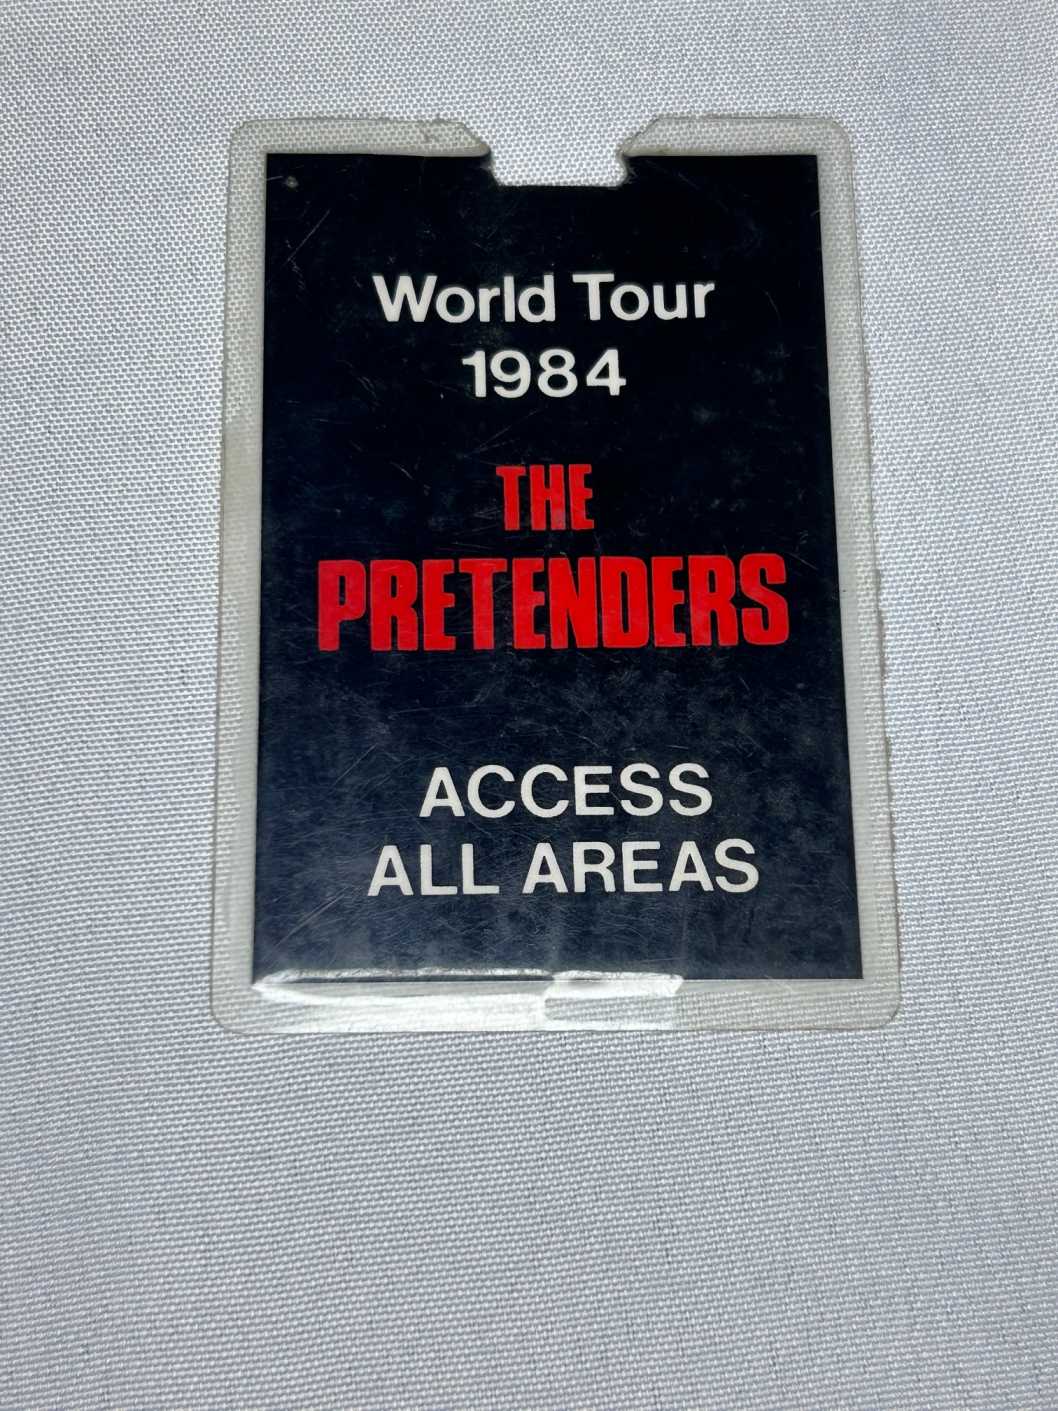 World Tour
1984
THE
PRETENDERS
ACCESS
ALL AREAS